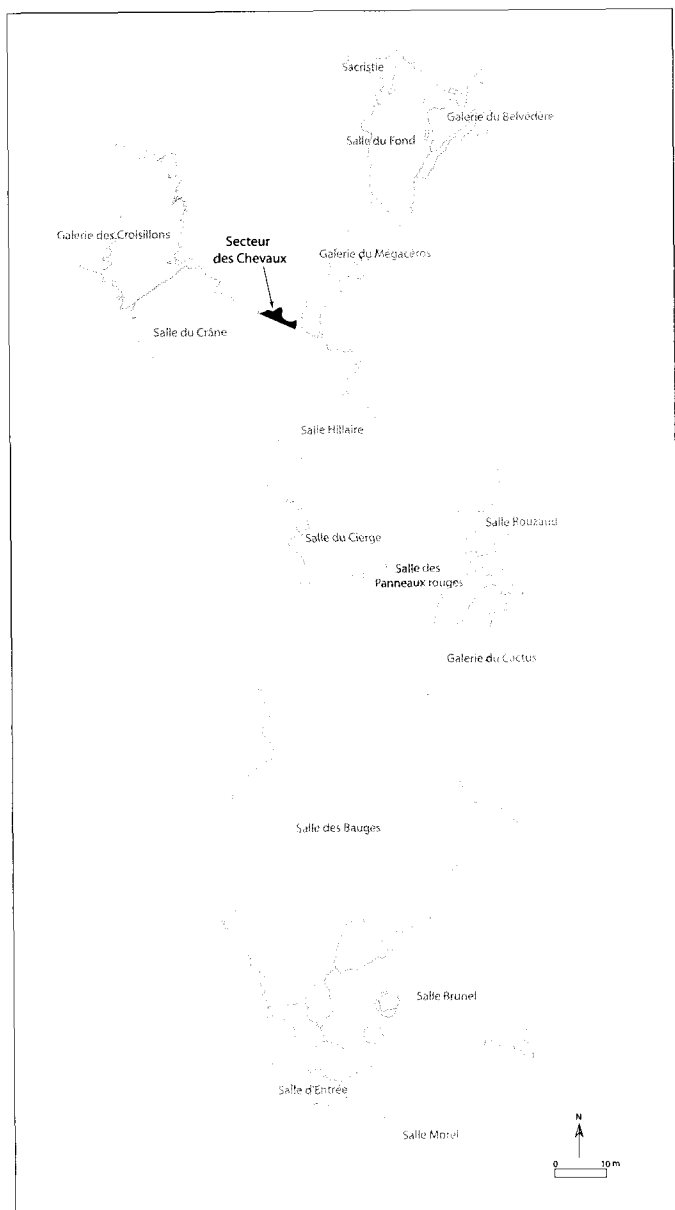 Sacristie
Galerie du Belvédère
Salle du Fond
Galerie des Croisillons
Secteur
des Chevaux
Galerie du Mégacéros
Salle du Crâne
Salle Hillaire
Salle Rouzaud
Salle du Cierge
Salle des
Panneaux rouges
Galerie du Cactus
Salle des Bauges
Salle Brunel
Salle d'Entrée
Salle Morel
N
0 10 m